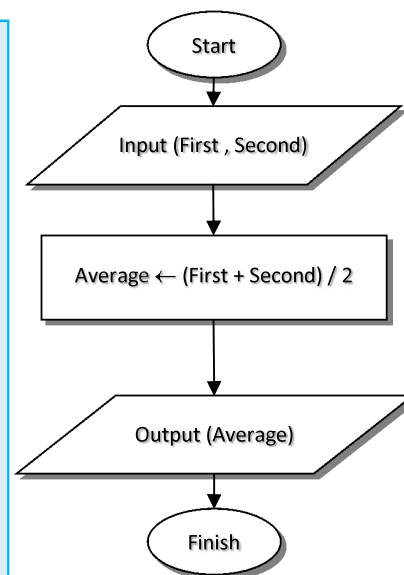 Start
Input (First , Second)
Average ← (First + Second) / 2
Output (Average)
Finish